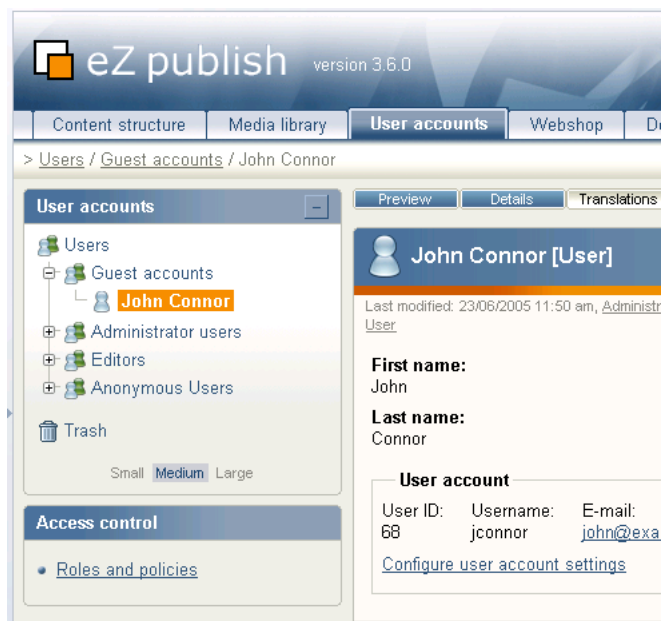 eZ publish version 3.6.0
Content structure Media library User accounts Webshop
> Users / Guest accounts / John Connor
User accounts
Users
Guest accounts
John Connor
Administrator users
Editors
Anonymous Users
Trash
Small Medium Large
Access control
Roles and policies
Preview Details Translations
John Connor [User]
Last modified: 23/06/2005 11:50 am, Administr
User
First name:
John
Last name:
Connor
User account
User ID: Username: E-mail:
68 jconnor john@exa
Configure user account settings